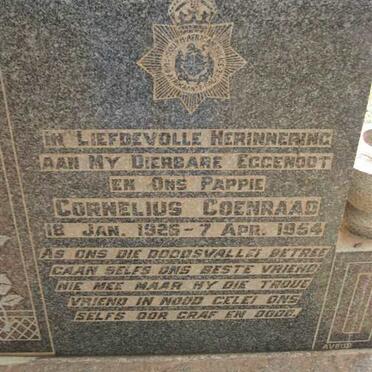 IN LIEFDEVOLLE HERINNERING
AAN MY DIERBARE EGGENOOT
EN ONS PAPPIE
CORNELIUS COENRAAD
18 JAN. 1926 - 7 APR. 1954
AS ONS DIE DOODSVALLEI BETREE
GAAN SELFS ONS BESTE VRIEND
NIE MEE MAAR HY DIE TROUE
VRIEND IN NOOD GELEI ONS
SELFS OOR GRAF EN DOOD.